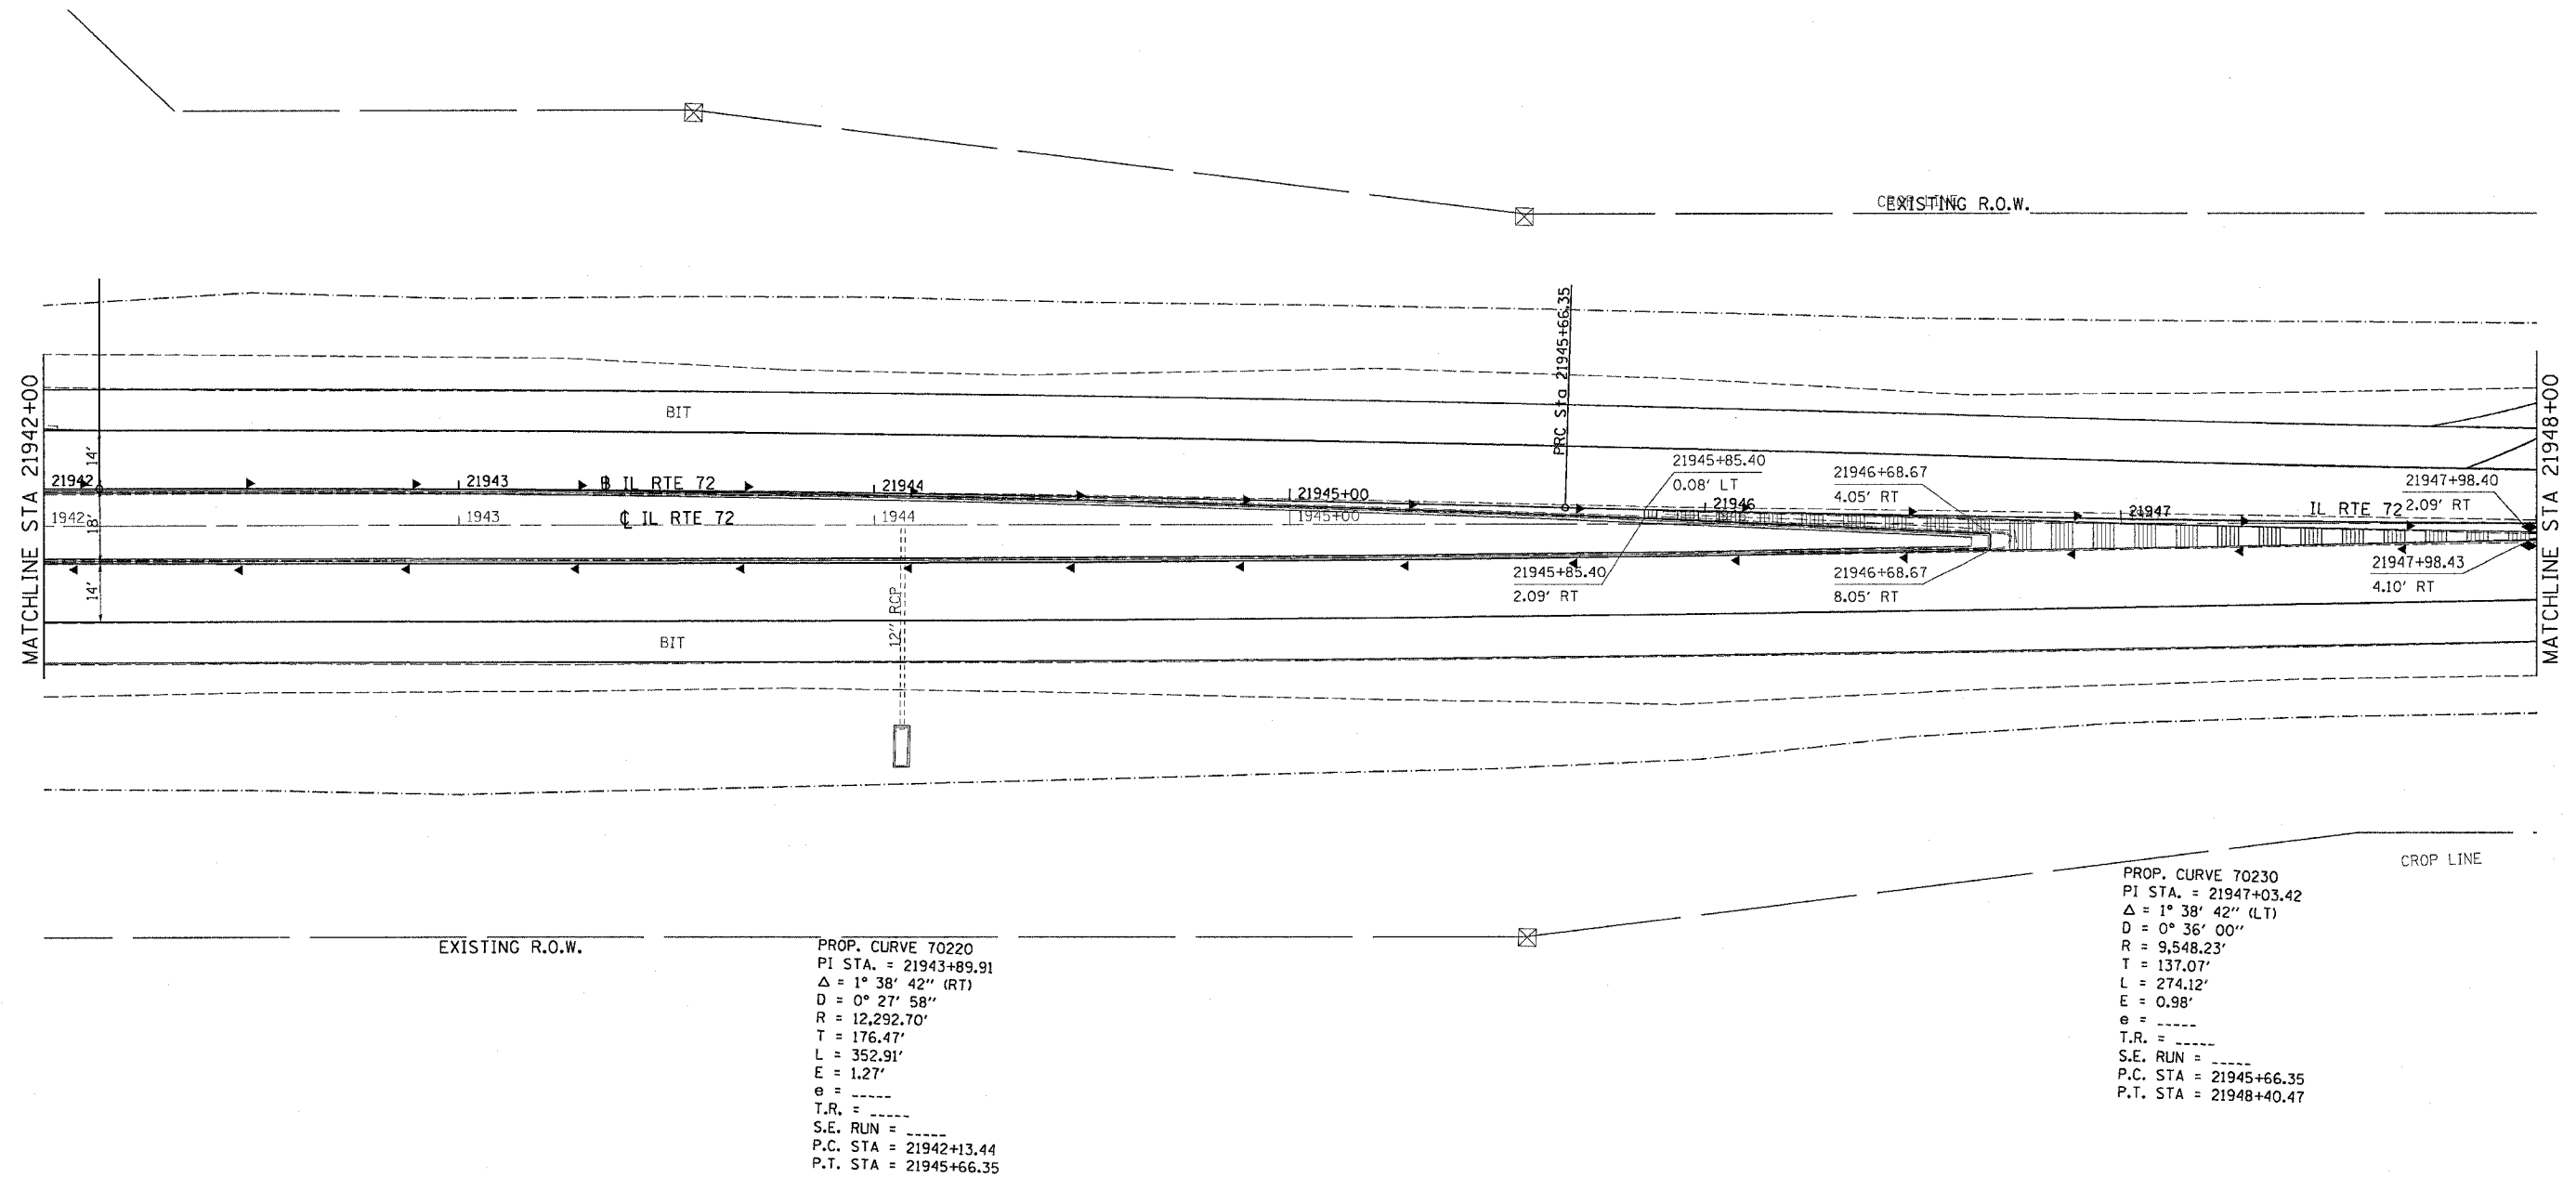 CROP LINE
EXISTING R.O.W.
MATCHLINE STA 21942+00
PRC Sta 21945+66.35
MATCHLINE STA 21948+00
BIT
14'
21942
21943
B IL RTE 72
21944
21945+00
21945+85.40
0.08' LT
21946+68.67
4.05' RT
21946
21947
IL RTE 72
21947+98.40
2.09' RT
1942
18'
1943
℄ IL RTE 72
1944
1945+00
14'
12" RCP
21945+85.40
2.09' RT
21946+68.67
8.05' RT
21947+98.43
4.10' RT
BIT
CROP LINE
EXISTING R.O.W.
PROP. CURVE 70220
PI STA. = 21943+89.91
Δ = 1° 38' 42" (RT)
D = 0° 27' 58"
R = 12,292.70'
T = 176.47'
L = 352.91'
E = 1.27'
e = _____
T.R. = _____
S.E. RUN = _____
P.C. STA = 21942+13.44
P.T. STA = 21945+66.35
PROP. CURVE 70230
PI STA. = 21947+03.42
Δ = 1° 38' 42" (LT)
D = 0° 36' 00"
R = 9,548.23'
T = 137.07'
L = 274.12'
E = 0.98'
e = _____
T.R. = _____
S.E. RUN = _____
P.C. STA = 21945+66.35
P.T. STA = 21948+40.47